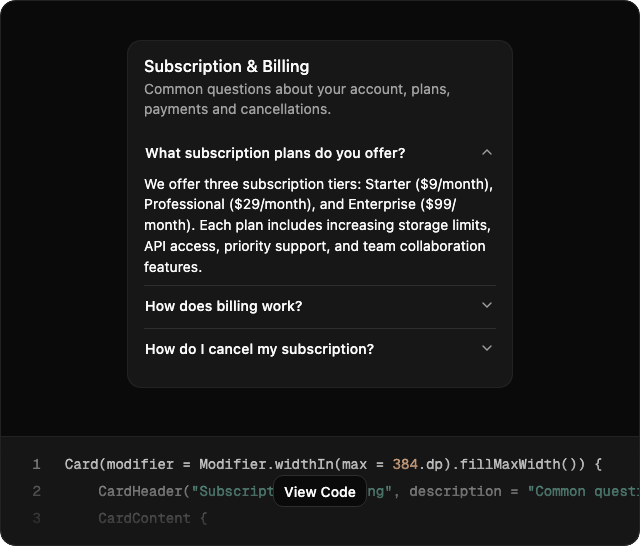 Subscription & Billing
Common questions about your account, plans,
payments and cancellations.
What subscription plans do you offer?
We offer three subscription tiers: Starter ($9/month),
Professional ($29/month), and Enterprise ($99/
month). Each plan includes increasing storage limits,
API access, priority support, and team collaboration
features.
How does billing work?
How do I cancel my subscription?
1 Card(modifier = Modifier.widthIn(max = 384.dp).fillMaxWidth()) {
2 CardHeader("Subscript ng", description = "Common questi
View Code
3 CardContent {